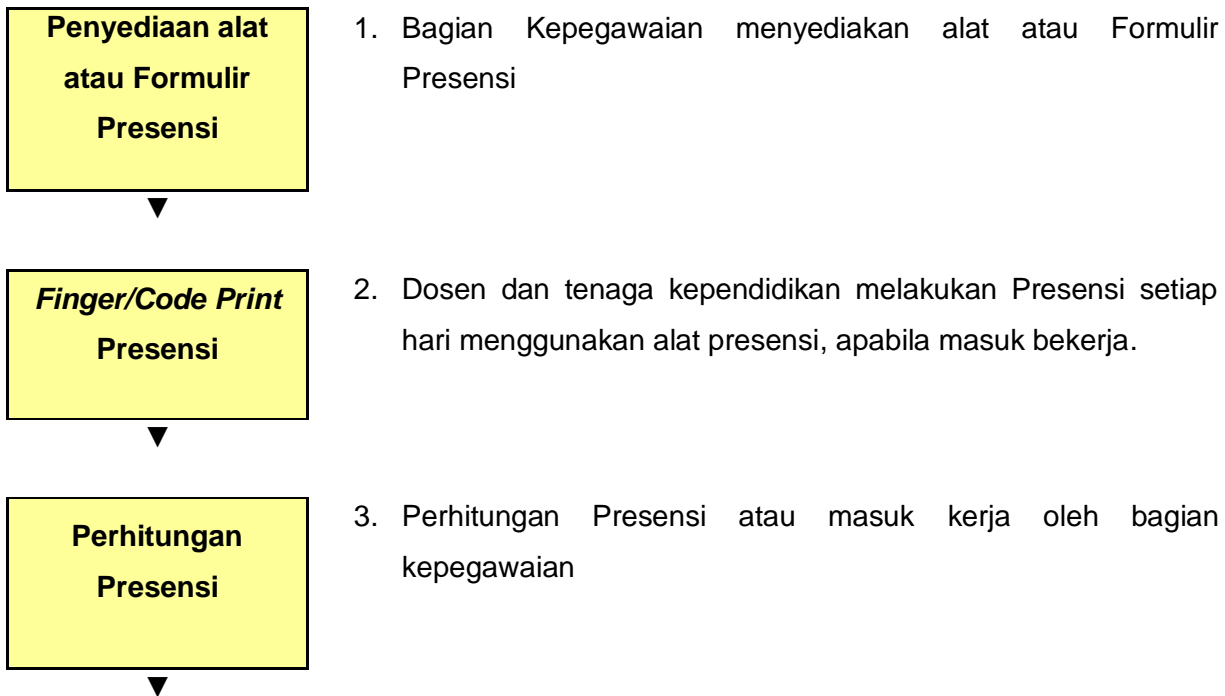 Penyediaan alat
atau Formulir
Presensi
1. Bagian Kepegawaian menyediakan alat atau Formulir
Presensi
▼
Finger/Code Print
Presensi
2. Dosen dan tenaga kependidikan melakukan Presensi setiap
hari menggunakan alat presensi, apabila masuk bekerja.
▼
Perhitungan
Presensi
3. Perhitungan Presensi atau masuk kerja oleh bagian
kepegawaian
▼